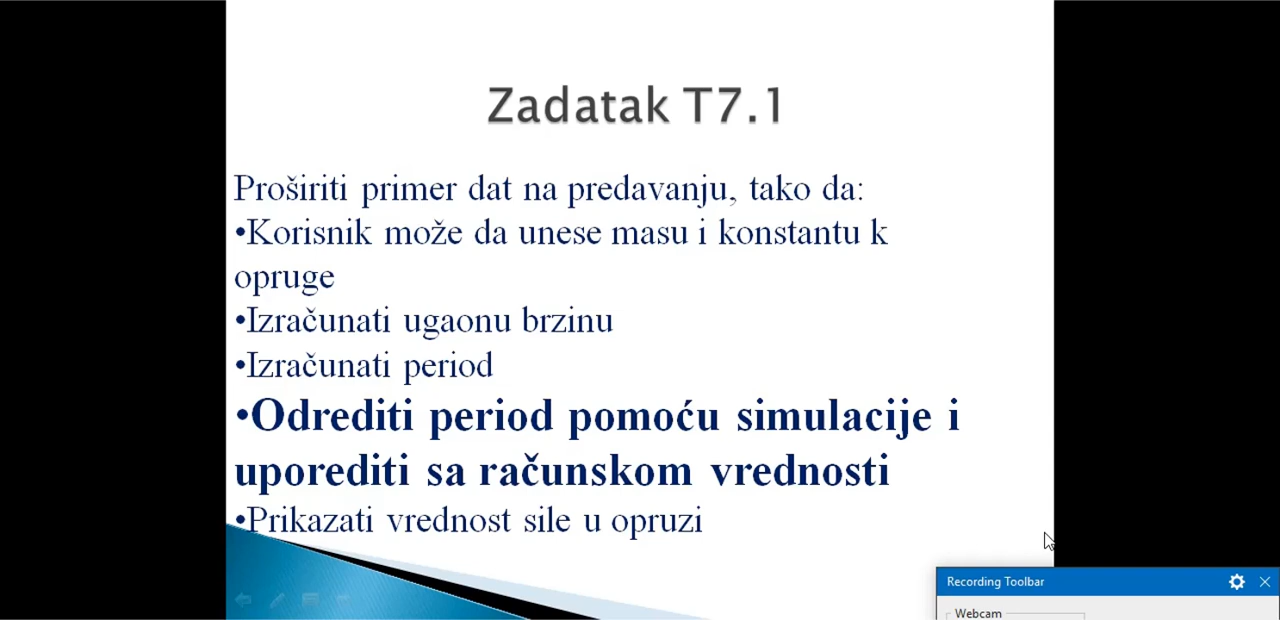 Zadatak T7.1
Proširiti primer dat na predavanju, tako da:
•Korisnik može da unese masu i konstantu k
opruge
•Izračunati ugaonu brzinu
•Izračunati period
•Odrediti period pomoću simulacije i
uporediti sa računskom vrednosti
•Prikazati vrednost sile u opruzi
Recording Toolbar
Webcam